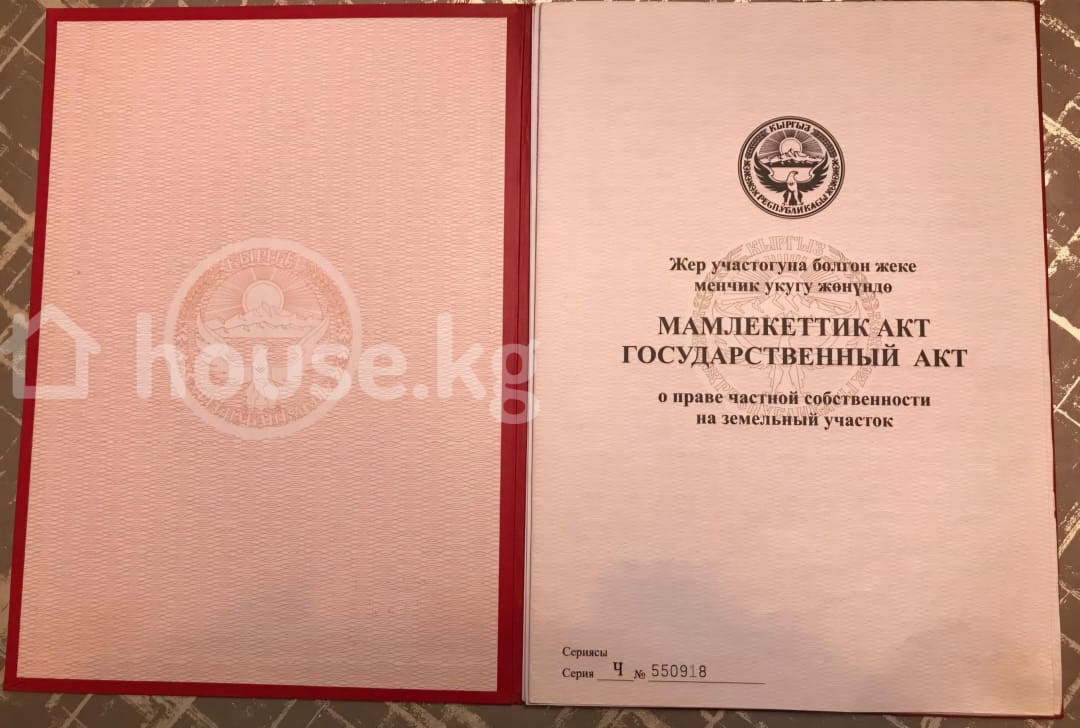 КЫРГЫЗ
РЕСПУБЛИКАСЫ
Жер участогуна болгон жеке
менчик укугу жөнүндө
МАМЛЕКЕТТИК АКТ
ГОСУДАРСТВЕННЫЙ АКТ
о праве частной собственности
на земельный участок
Сериясы
Серия Ч № 550918
house.kg